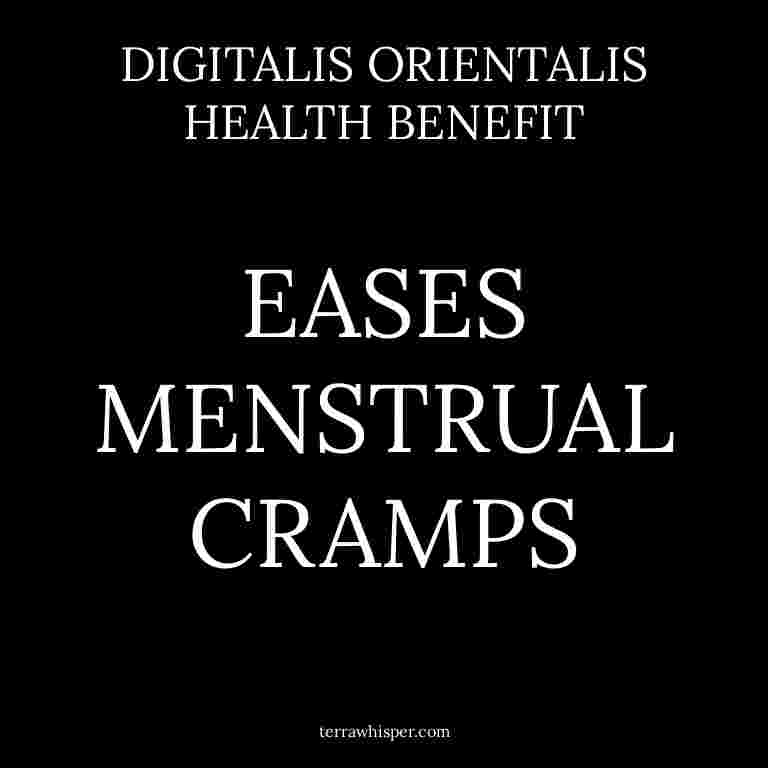 DIGITALIS ORIENTALIS
HEALTH BENEFIT
EASES
MENSTRUAL
CRAMPS
terrawhisper.com